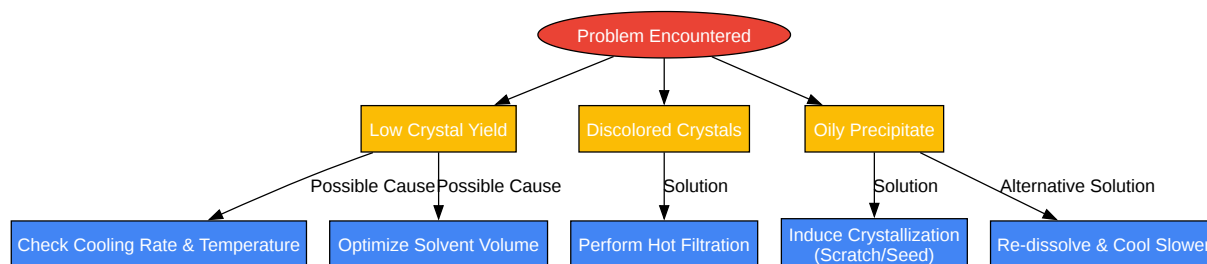 Problem Encountered
Low Crystal Yield
Discolored Crystals
Oily Precipitate
Possible Cause
Possible Cause
Solution
Solution
Alternative Solution
Check Cooling Rate & Temperature
Optimize Solvent Volume
Perform Hot Filtration
Induce Crystallization
(Scratch/Seed)
Re-dissolve & Cool Slower